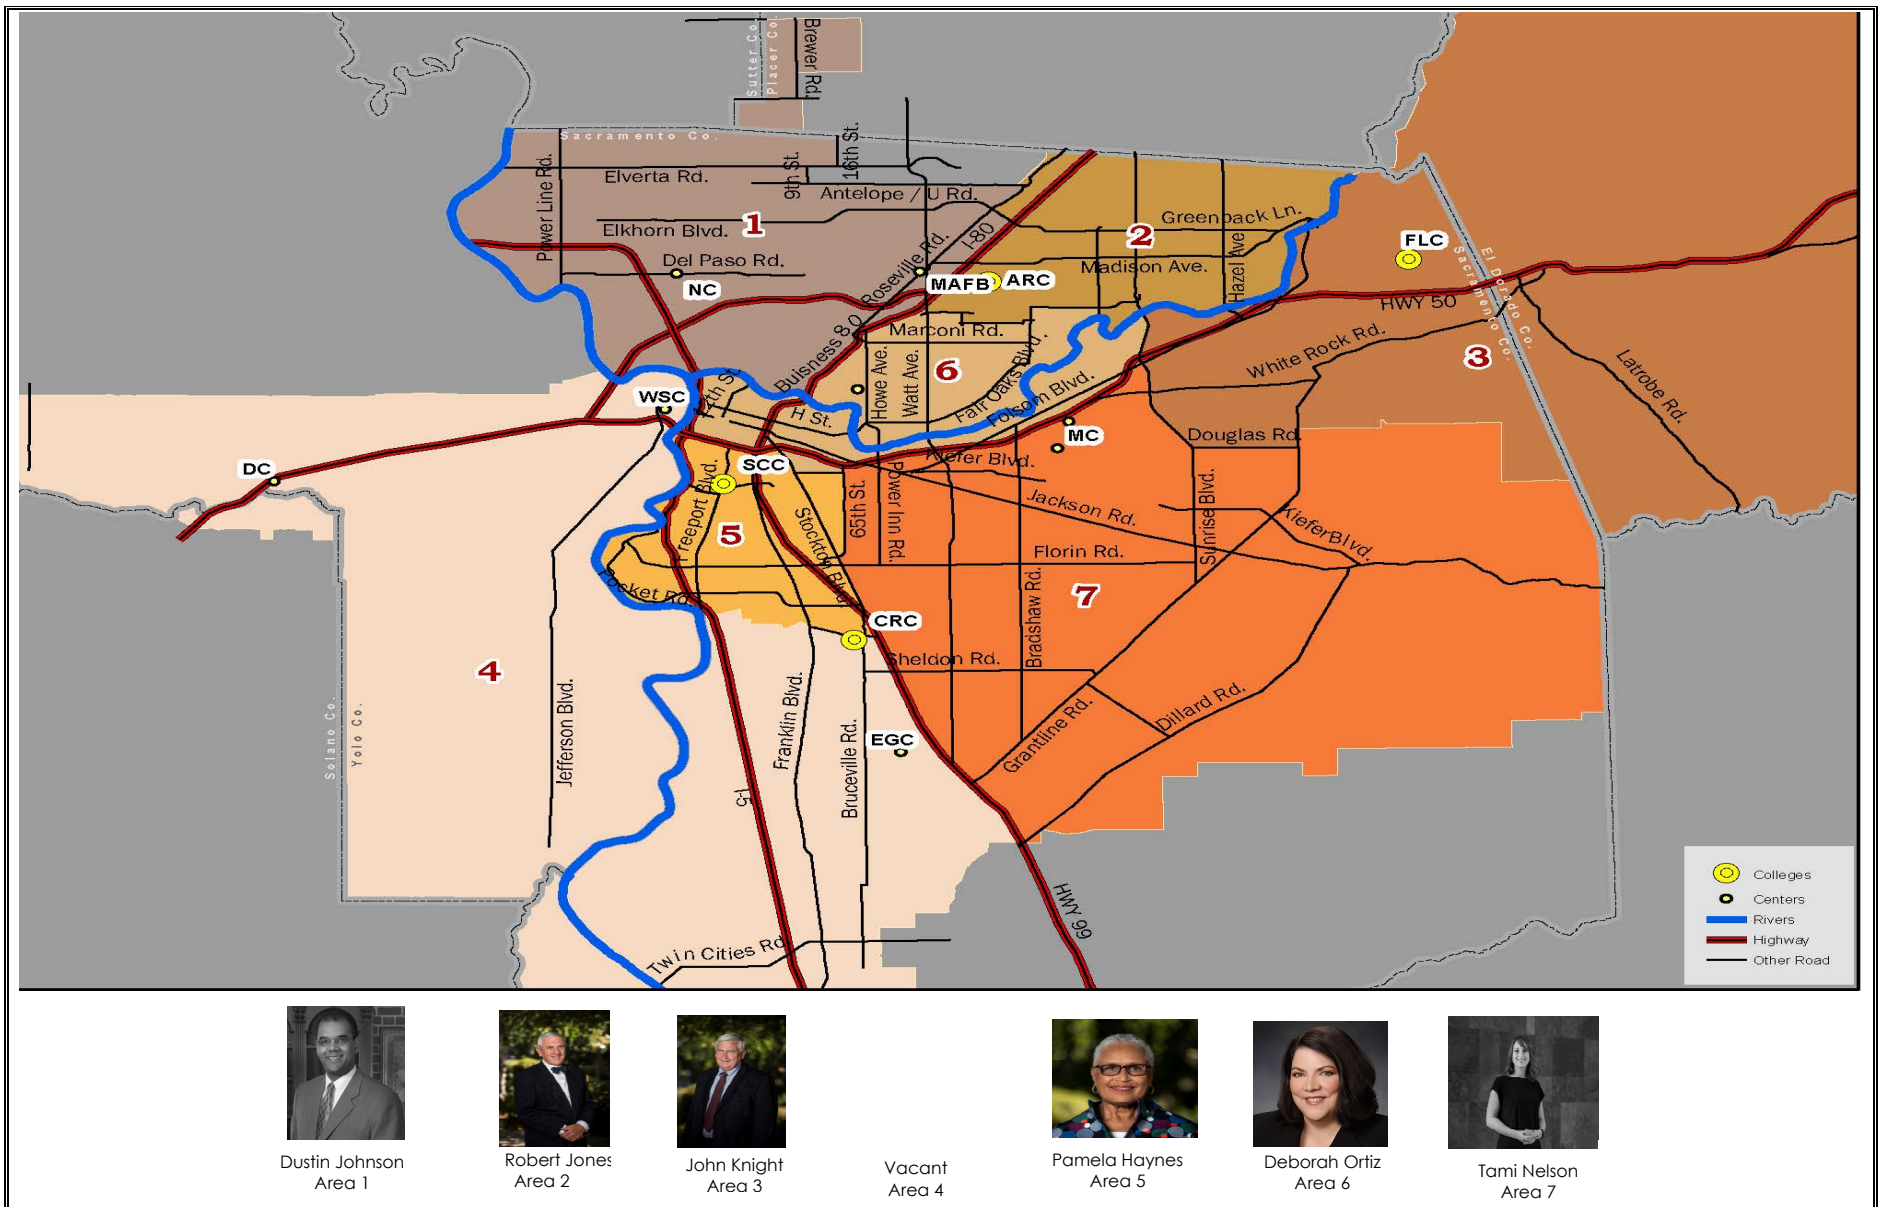 Sutter Co.
Placer Co.
Brewer Rd.
Sacramento Co.
Power Line Rd.
Elverta Rd.
9th St.
16th St.
Antelope / U Rd.
Elkhorn Blvd.
1
Greenback Ln.
2
Del Paso Rd.
NC
Roseville Rd.
I-80
MAFB
ARC
Madison Ave.
Hazel Ave
FLC
El Dorado Co.
Sacramento Co.
HWY 50
Buisness 80
Marconi Rd.
6
Howe Ave.
Watt Ave.
Fair Oaks Blvd.
Folsom Blvd.
White Rock Rd.
3
Latrobe Rd.
WSC
H St.
MC
Douglas Rd.
DC
SCC
Kiefer Blvd.
Freeport Blvd.
5
Stockton Blvd.
65th St.
Power Inn Rd.
Jackson Rd.
Sunrise Blvd.
KieferBlvd.
Florin Rd.
Pocket Rd.
Bradshaw Rd.
7
CRC
Sheldon Rd.
4
Solano Co.
Yolo Co.
Jefferson Blvd.
Franklin Blvd.
Bruceville Rd.
EGC
Grantline Rd.
Dillard Rd.
I-5
HWY 99
Twin Cities Rd
Colleges
Centers
Rivers
Highway
Other Road
Dustin Johnson
Area 1
Robert Jones
Area 2
John Knight
Area 3
Vacant
Area 4
Pamela Haynes
Area 5
Deborah Ortiz
Area 6
Tami Nelson
Area 7